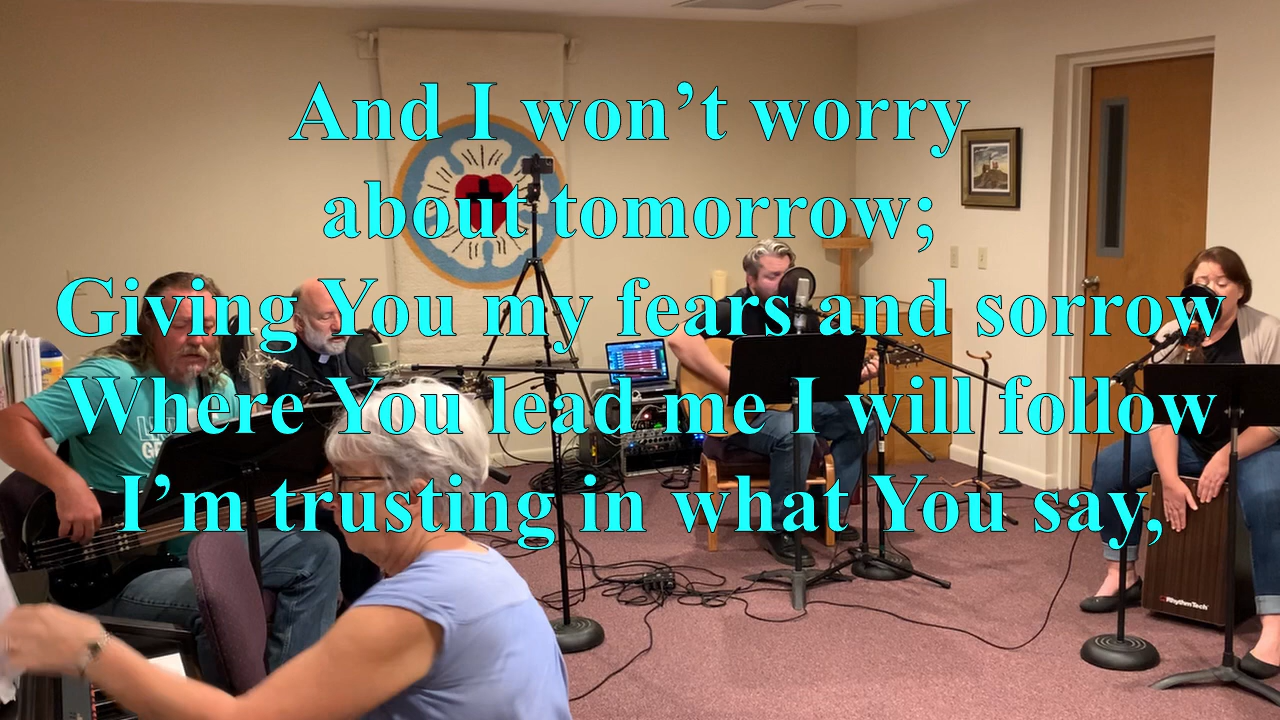 And I won’t worry
about tomorrow;
Giving You my fears and sorrow
Where You lead me I will follow
I’m trusting in what You say,
RhythmTech